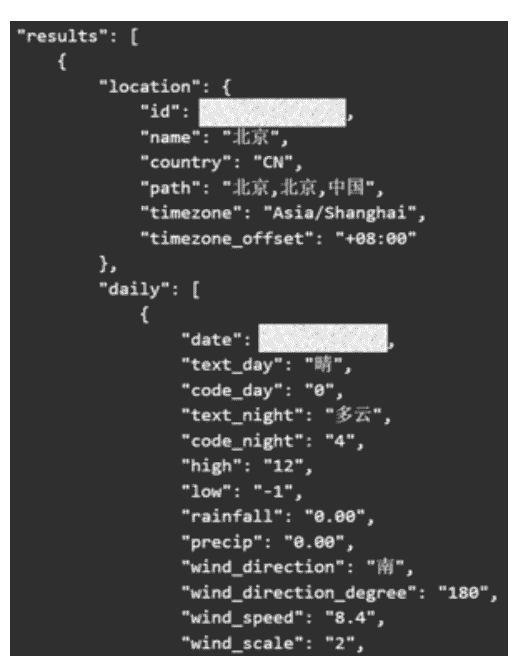 "results": [
{
"location": {
"id": ,
"name": "北京",
"country": "CN",
"path": "北京,北京,中国",
"timezone": "Asia/Shanghai",
"timezone_offset": "+08:00"
},
"daily": [
{
"date": ,
"text_day": "晴",
"code_day": "0",
"text_night": "多云",
"code_night": "4",
"high": "12",
"low": "-1",
"rainfall": "0.00",
"precip": "0.00",
"wind_direction": "南",
"wind_direction_degree": "180",
"wind_speed": "8.4",
"wind_scale": "2",